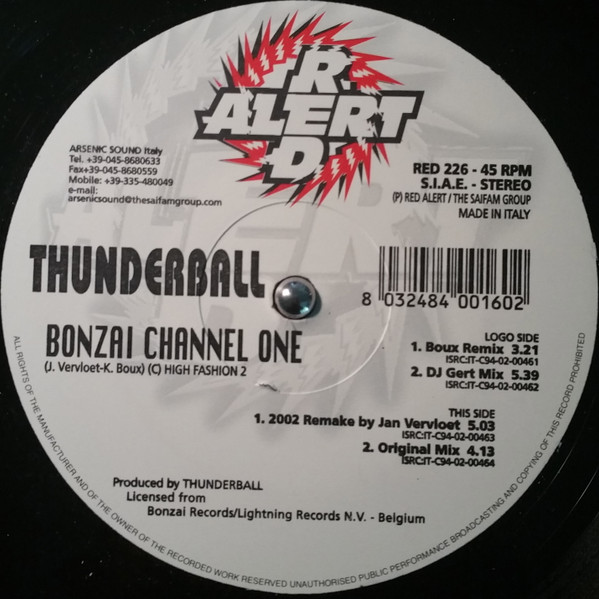 RED
ALERT
ARSENIC SOUND Italy
Tel. +39-045-8680633
Fax+39-045-8680559
Mobile: +39-335-480049
e-mail:
arsenicsound@thesaifamgroup.com
RED 226 - 45 RPM
S.I.A.E. - STEREO
(P) RED ALERT / THE SAIFAM GROUP
MADE IN ITALY
THUNDERBALL
8 032484 001602
BONZAI CHANNEL ONE
(J. Vervloet-K. Boux) (C) HIGH FASHION 2
LOGO SIDE
1. Boux Remix 3.21
ISRC:IT-C94-02-00461
2. DJ Gert Mix 5.39
ISRC:IT-C94-02-00462
THIS SIDE
1. 2002 Remake by Jan Vervloet 5.03
ISRC:IT-C94-02-00463
2. Original Mix 4.13
ISRC:IT-C94-02-00464
Produced by THUNDERBALL
Licensed from
Bonzai Records/Lightning Records N.V. - Belgium
ALL RIGHTS OF THE MANUFACTURER AND OF THE OWNER OF THE RECORDED WORK RESERVED UNAUTHORISED PUBLIC PERFORMANCE BROADCASTING AND COPYING OF THIS RECORD PROHIBITED